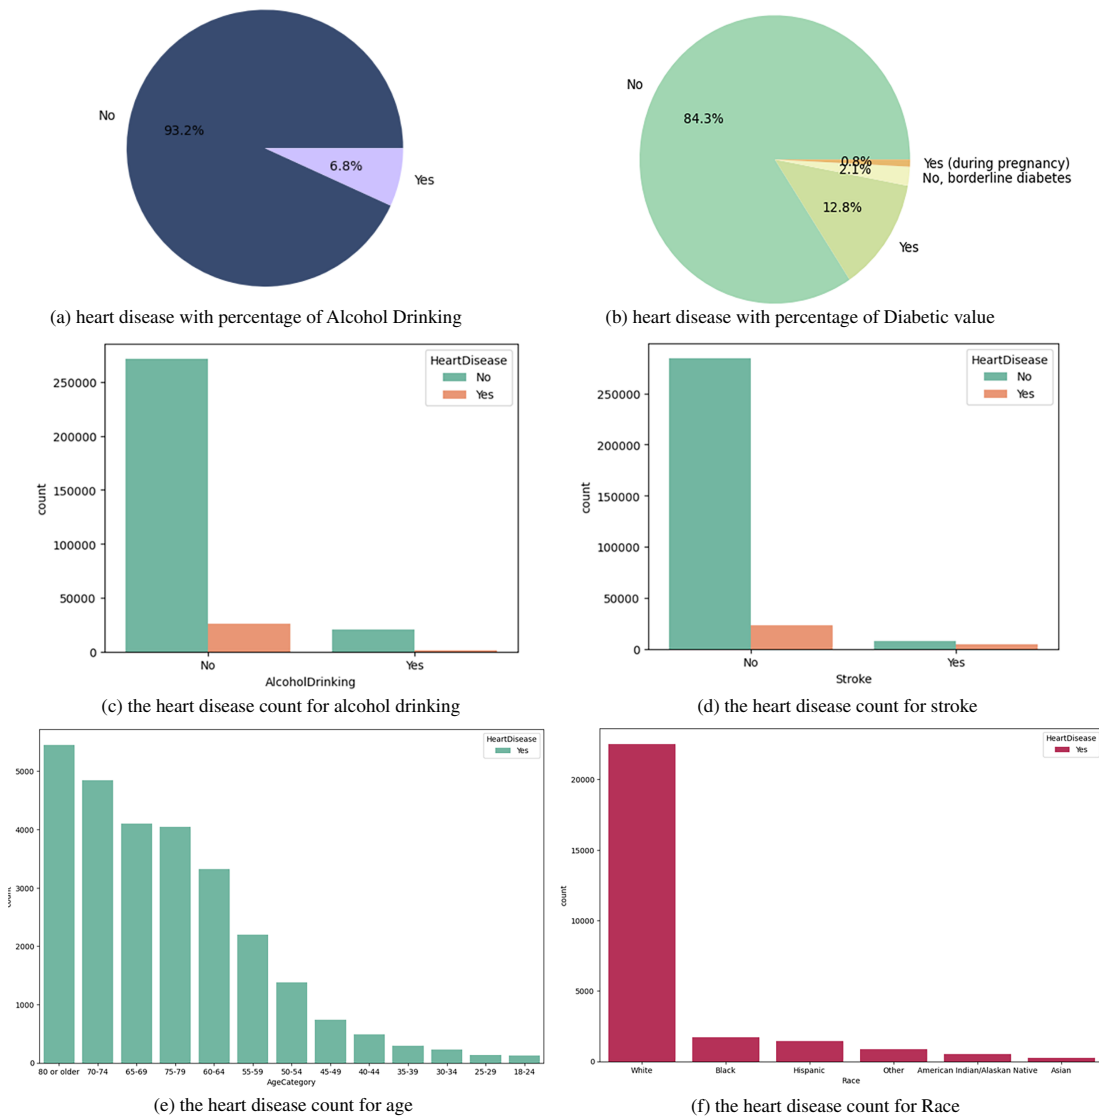 No
93.2%
6.8%
Yes
(a) heart disease with percentage of Alcohol Drinking
No
84.3%
0.8%
2.1%
12.8%
Yes (during pregnancy)
No, borderline diabetes
Yes
(b) heart disease with percentage of Diabetic value
HeartDisease
No
Yes
250000
200000
150000
100000
50000
0
count
No
Yes
AlcoholDrinking
(c) the heart disease count for alcohol drinking
HeartDisease
No
Yes
250000
200000
150000
100000
50000
0
count
No
Yes
Stroke
(d) the heart disease count for stroke
HeartDisease
Yes
5000
4000
3000
2000
1000
0
count
80 or older 70-74 65-69 75-79 60-64 55-59 50-54 45-49 40-44 35-39 30-34 25-29 18-24
AgeCategory
(e) the heart disease count for age
HeartDisease
Yes
20000
15000
10000
5000
0
count
White Black Hispanic Other American Indian/Alaskan Native Asian
Race
(f) the heart disease count for Race